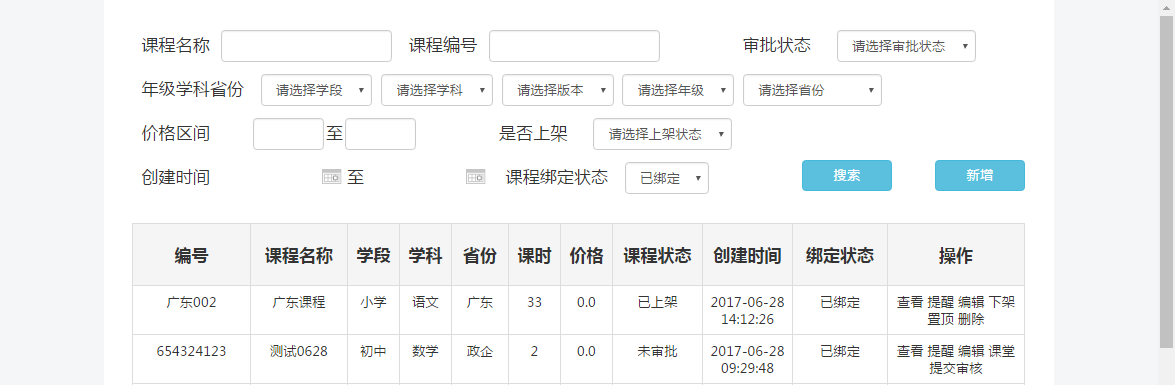 课程名称 课程编号 审批状态 请选择审批状态
年级学科省份 请选择学段 请选择学科 请选择版本 请选择年级 请选择省份
价格区间 至 是否上架 请选择上架状态
创建时间 至 课程绑定状态 已绑定 搜索 新增
编号 课程名称 学段 学科 省份 课时 价格 课程状态 创建时间 绑定状态 操作
广东002 广东课程 小学 语文 广东 33 0.0 已上架 2017-06-28 14:12:26 已绑定 查看 提醒 编辑 下架 置顶 删除
654324123 测试0628 初中 数学 政企 2 0.0 未审批 2017-06-28 09:29:48 已绑定 查看 提醒 编辑 课堂 提交审核